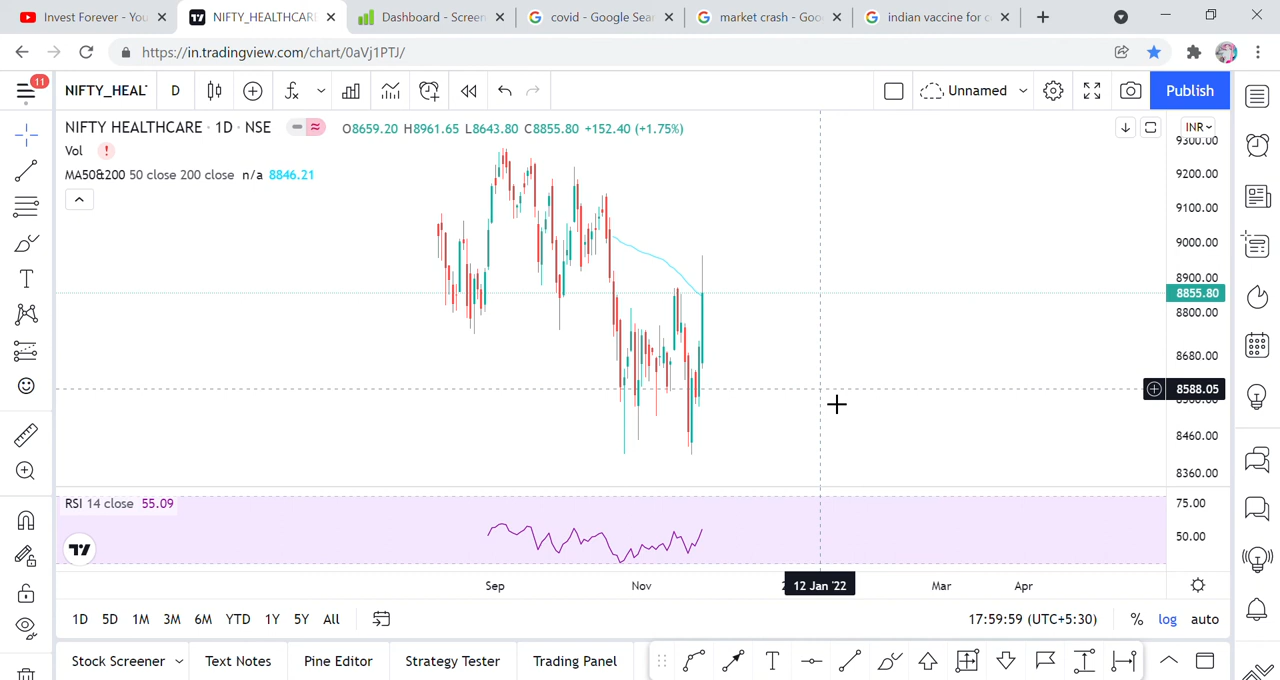 Invest Forever - You
NIFTY_HEALTHCARE
Dashboard - Screen
covid - Google Sea
market crash - Goo
indian vaccine for c
https://in.tradingview.com/chart/0aVj1PTJ/
11
NIFTY_HEAL
D
Unnamed
Publish
NIFTY HEALTHCARE · 1D · NSE
O8659.20 H8961.65 L8643.80 C8855.80 +152.40 (+1.75%)
INR
Vol
MA50&200 50 close 200 close n/a 8846.21
9300.00
9200.00
9100.00
9000.00
8900.00
8855.80
8800.00
8680.00
8588.05
8460.00
8360.00
RSI 14 close 55.09
75.00
50.00
Sep
Nov
12 Jan '22
Mar
Apr
1D 5D 1M 3M 6M YTD 1Y 5Y All
17:59:59 (UTC+5:30)
% log auto
Stock Screener
Text Notes
Pine Editor
Strategy Tester
Trading Panel